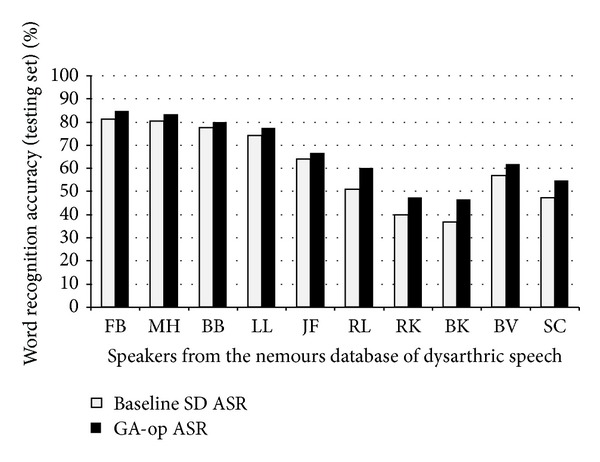 Word recognition accuracy (testing set) (%)
100
90
80
70
60
50
40
30
20
10
0
FB MH BB LL JF RL RK BK BV SC
Speakers from the nemours database of dysarthric speech
Baseline SD ASR
GA-op ASR